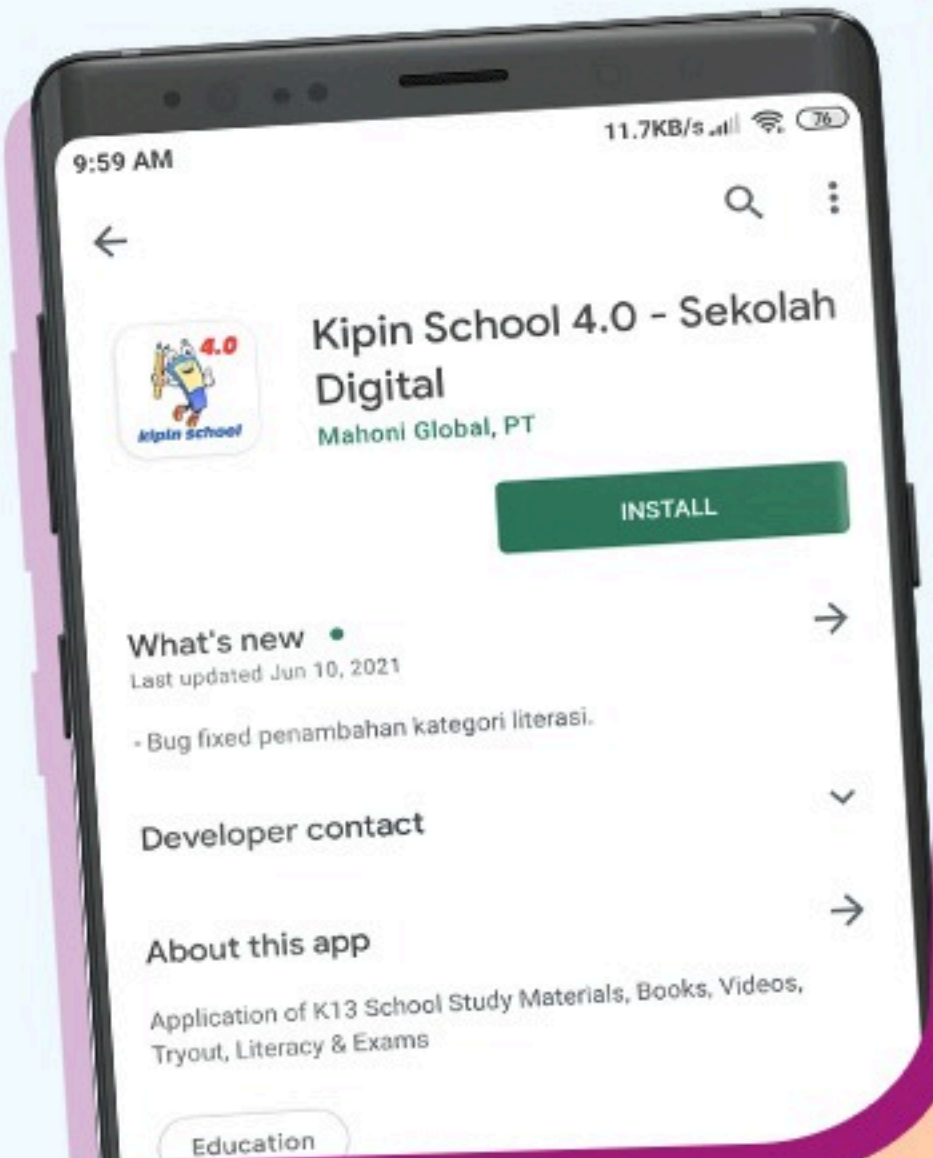 9:59 AM
11.7KB/s
76
4.0
kipin school
Kipin School 4.0 - Sekolah
Digital
Mahoni Global, PT
INSTALL
What's new
Last updated Jun 10, 2021
- Bug fixed penambahan kategori literasi.
Developer contact
About this app
Application of K13 School Study Materials, Books, Videos,
Tryout, Literacy & Exams
Education